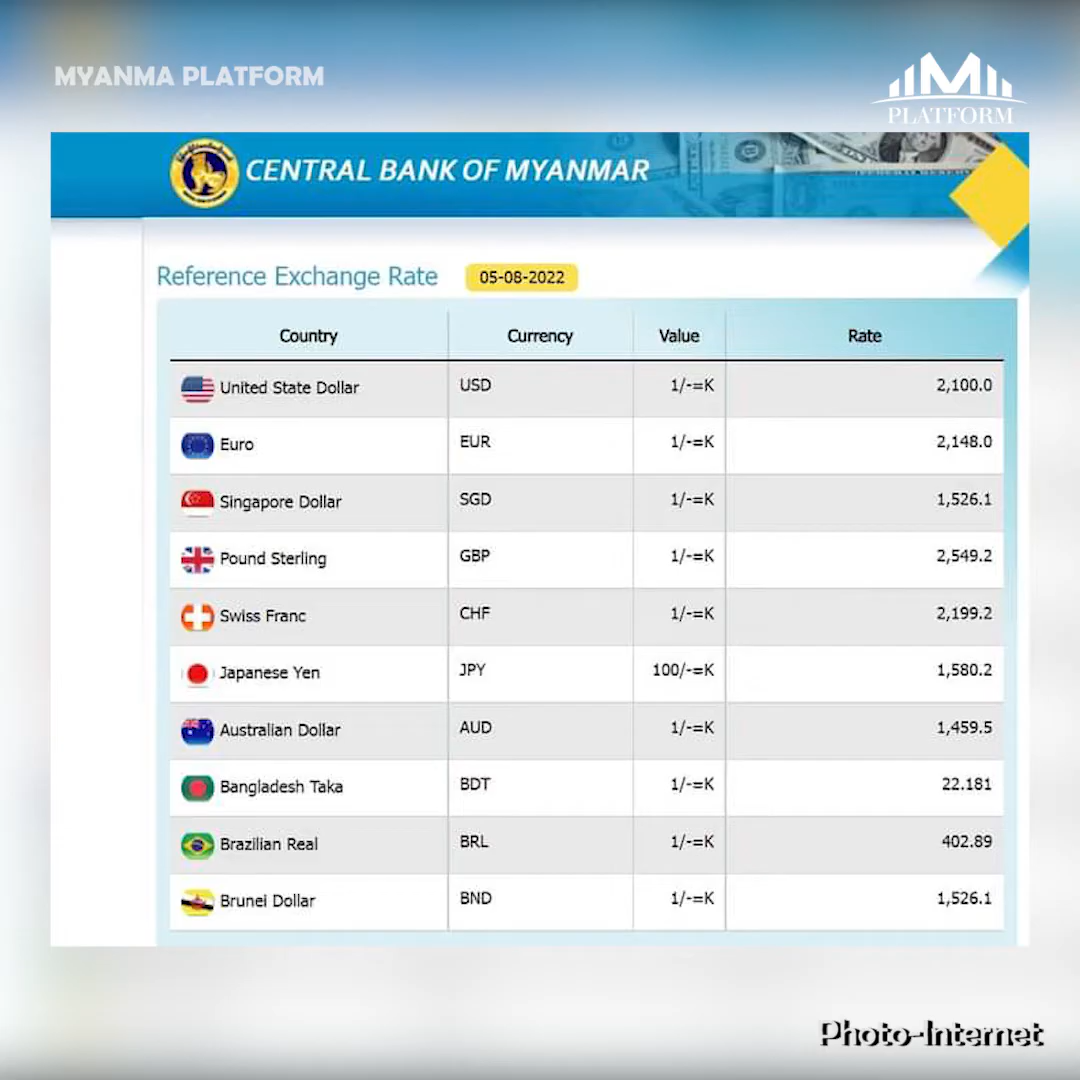 MYANMA PLATFORM
M
PLATFORM
CENTRAL BANK OF MYANMAR
Reference Exchange Rate 05-08-2022
Country Currency Value Rate
United State Dollar USD 1/-=K 2,100.0
Euro EUR 1/-=K 2,148.0
Singapore Dollar SGD 1/-=K 1,526.1
Pound Sterling GBP 1/-=K 2,549.2
Swiss Franc CHF 1/-=K 2,199.2
Japanese Yen JPY 100/-=K 1,580.2
Australian Dollar AUD 1/-=K 1,459.5
Bangladesh Taka BDT 1/-=K 22.181
Brazilian Real BRL 1/-=K 402.89
Brunei Dollar BND 1/-=K 1,526.1
Photo-Internet